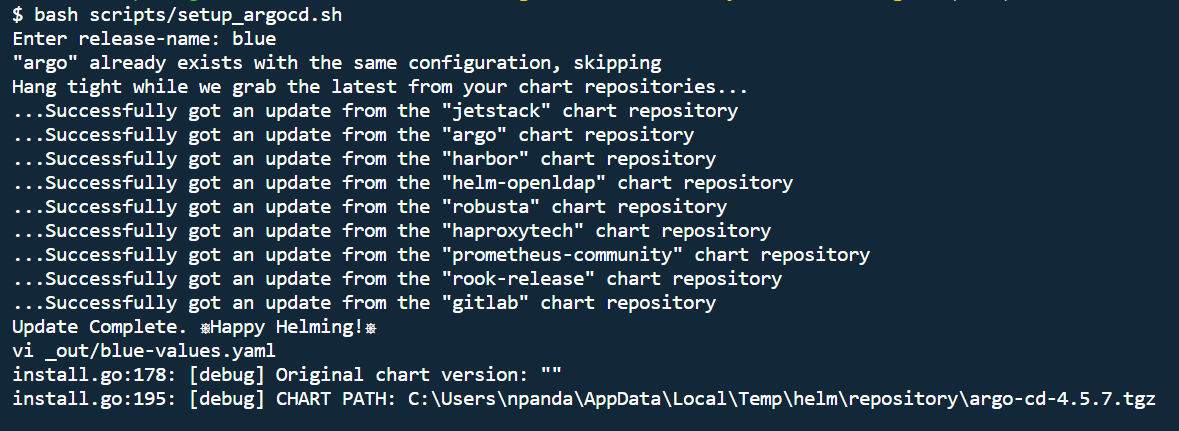 $ bash scripts/setup_argocd.sh
Enter release-name: blue
"argo" already exists with the same configuration, skipping
Hang tight while we grab the latest from your chart repositories...
...Successfully got an update from the "jetstack" chart repository
...Successfully got an update from the "argo" chart repository
...Successfully got an update from the "harbor" chart repository
...Successfully got an update from the "helm-openldap" chart repository
...Successfully got an update from the "robusta" chart repository
...Successfully got an update from the "haproxytech" chart repository
...Successfully got an update from the "prometheus-community" chart repository
...Successfully got an update from the "rook-release" chart repository
...Successfully got an update from the "gitlab" chart repository
Update Complete. ⎈Happy Helming!⎈
vi _out/blue-values.yaml
install.go:178: [debug] Original chart version: ""
install.go:195: [debug] CHART PATH: C:\Users\npanda\AppData\Local\Temp\helm\repository\argo-cd-4.5.7.tgz